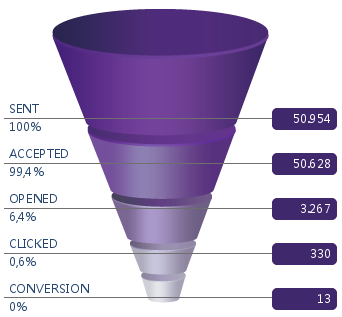 SENT
100%
50.954
ACCEPTED
99,4%
50.628
OPENED
6,4%
3.267
CLICKED
0,6%
330
CONVERSION
0%
13